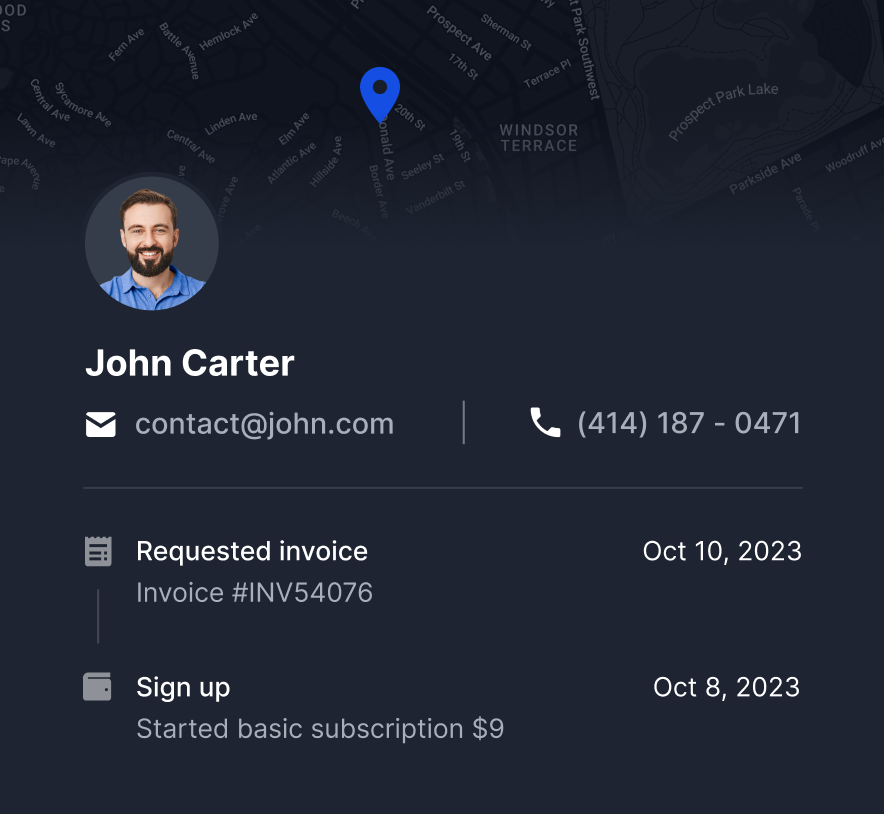 Fern Ave
Battle Avenue
Hemlock Ave
Prospect Ave
Sherman St
17th St
Terrace Pl
Park Southwest
Prospect Park Lake
Central Ave
Sycamore Ave
Lawn Ave
Central Ave
Linden Ave
Elm Ave
Atlantic Ave
Hillside Ave
20th St
19th St
Seeley St
Border Ave
Vanderbilt St
WINDSOR
TERRACE
Parkside Ave
Woodruff Ave
John Carter
contact@john.com
(414) 187 - 0471
Requested invoice
Oct 10, 2023
Invoice #INV54076
Sign up
Oct 8, 2023
Started basic subscription $9